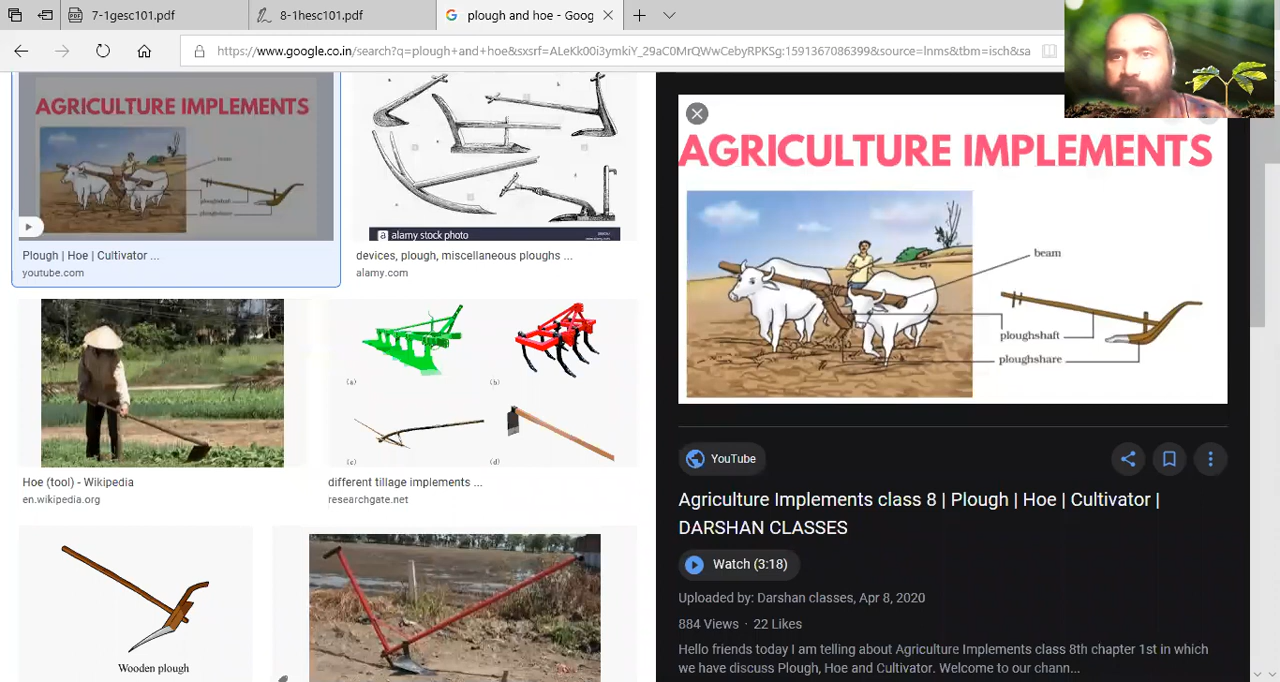 7-1gesc101.pdf
8-1hesc101.pdf
plough and hoe - Goog
https://www.google.co.in/search?q=plough+and+hoe&sxsrf=ALeKk00i3ymkiY_29aC0MrQWwCebyRPKSg:1591367086399&source=lnms&tbm=isch&sa
AGRICULTURE IMPLEMENTS
beam
ploughshaft
ploughshare
Plough | Hoe | Cultivator ...
youtube.com
a alamy stock photo
devices, plough, miscellaneous ploughs ...
alamy.com
Hoe (tool) - Wikipedia
en.wikipedia.org
(a)
(b)
(c)
(d)
different tillage implements ...
researchgate.net
Wooden plough
AGRICULTURE IMPLEMENTS
beam
ploughshaft
ploughshare
YouTube
Agriculture Implements class 8 | Plough | Hoe | Cultivator |
DARSHAN CLASSES
Watch (3:18)
Uploaded by: Darshan classes, Apr 8, 2020
884 Views · 22 Likes
Hello friends today I am telling about Agriculture Implements class 8th chapter 1st in which
we have discuss Plough, Hoe and Cultivator. Welcome to our chann...